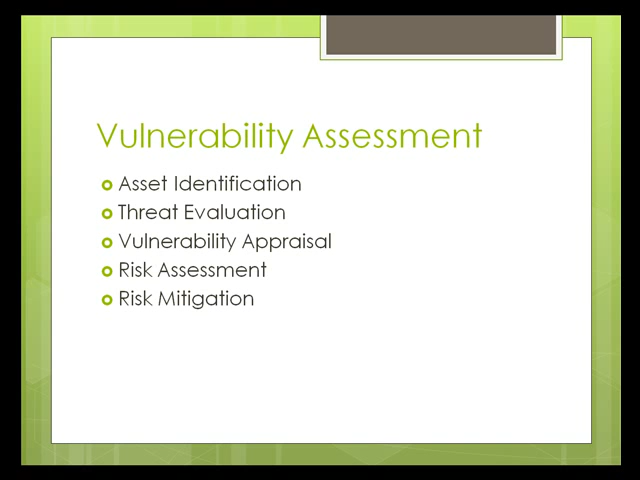 Vulnerability Assessment
Asset Identification
Threat Evaluation
Vulnerability Appraisal
Risk Assessment
Risk Mitigation